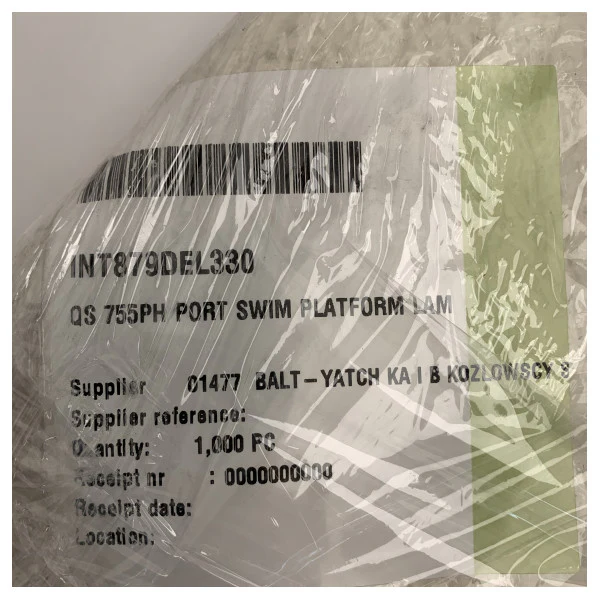 INT879DEL330
QS 755PH PORT SWIM PLATFORM LAM
Supplier 01477 BALT-YATCH KA I B KOZLOWSCY S
Supplier reference:
Quantity: 1,000 PC
Receipt nr : 0000000000
Receipt date:
Location: